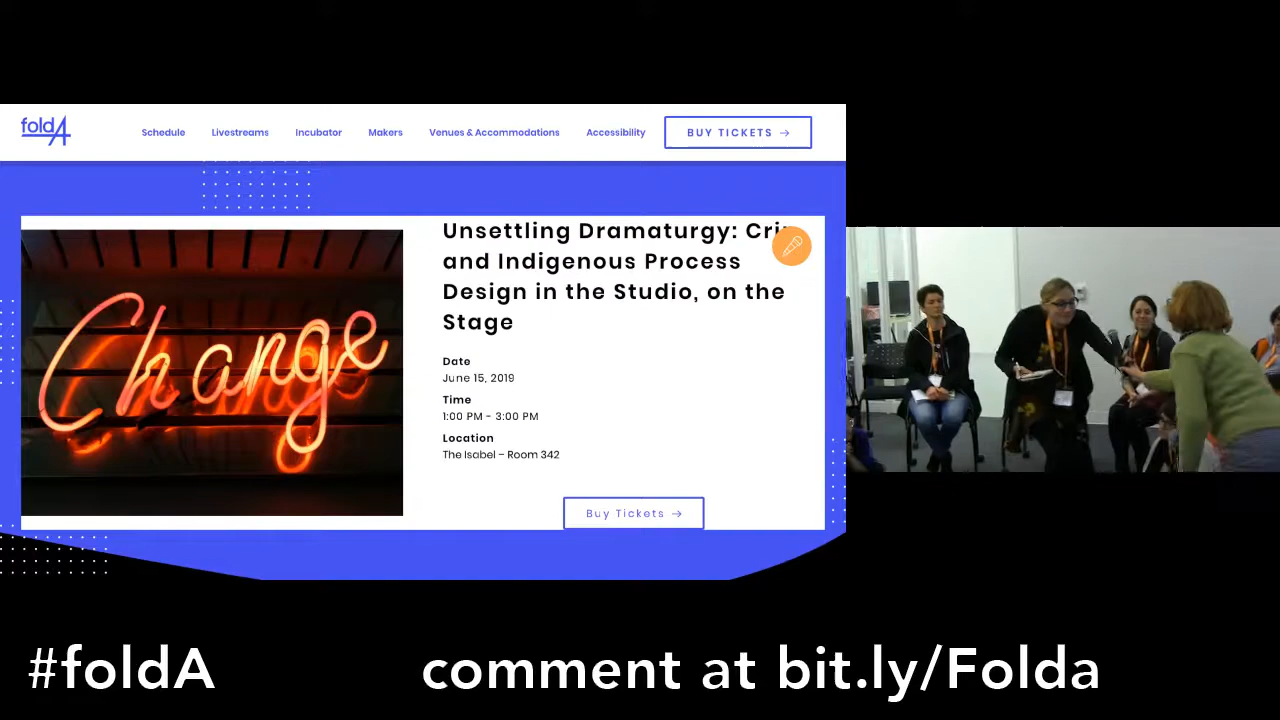 foldA
Schedule Livestreams Incubator Makers Venues & Accommodations Accessibility BUY TICKETS →
Change
Unsettling Dramaturgy: Crip
and Indigenous Process
Design in the Studio, on the
Stage
Date
June 15, 2019
Time
1:00 PM - 3:00 PM
Location
The Isabel – Room 342
Buy Tickets →
#foldA comment at bit.ly/Folda